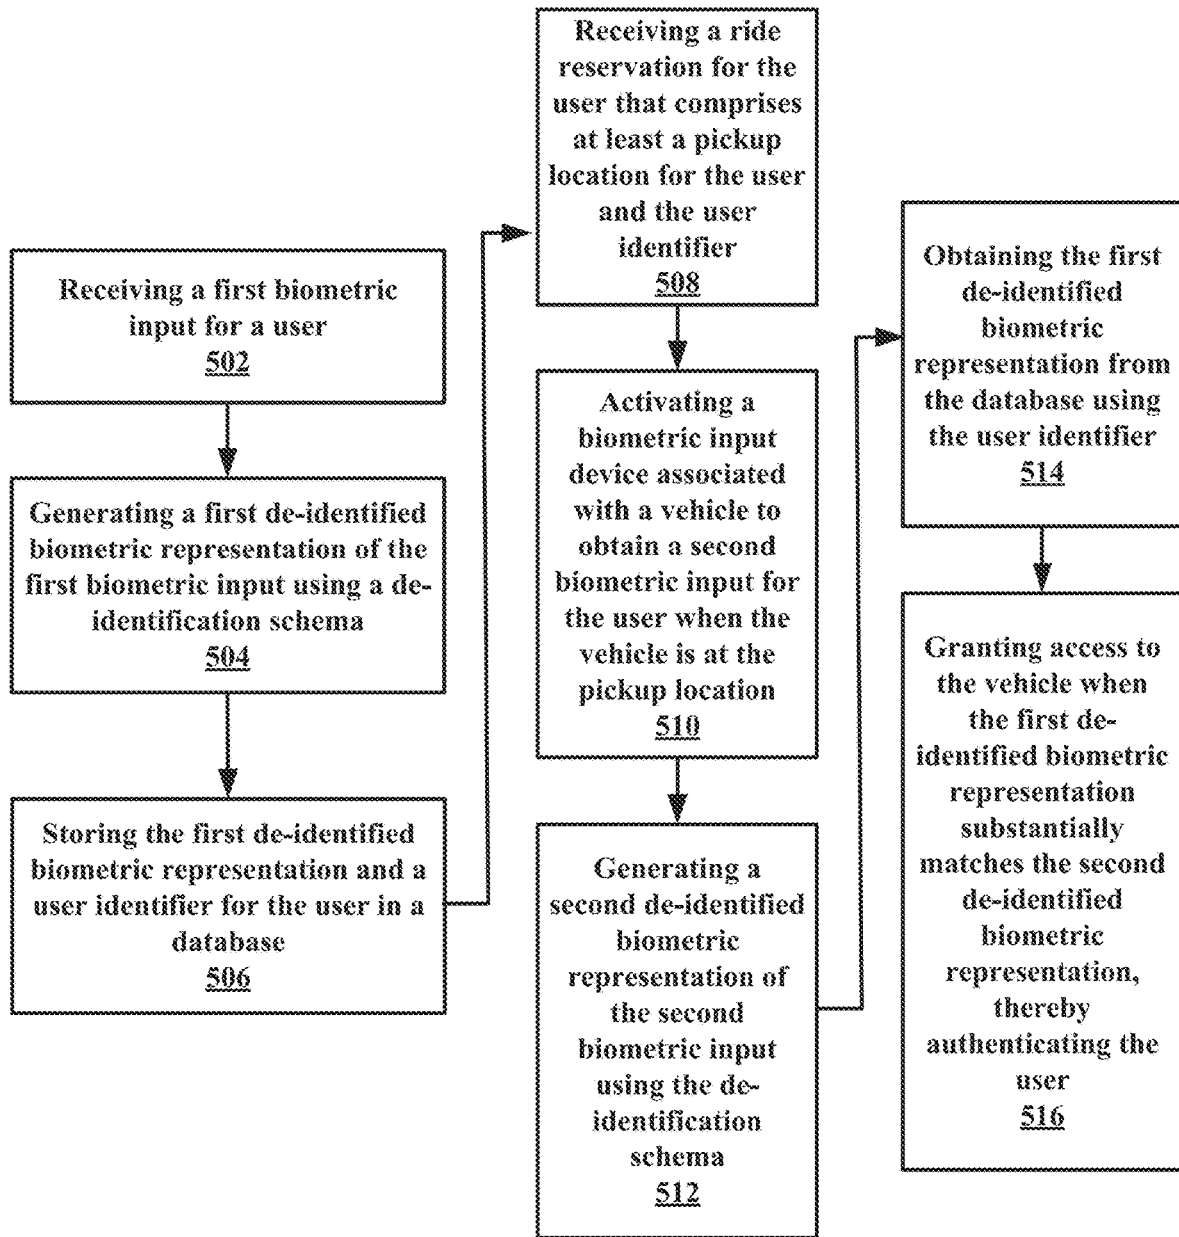 Receiving a first biometric
input for a user
502
Generating a first de-identified
biometric representation of the
first biometric input using a de-
identification schema
504
Storing the first de-identified
biometric representation and a
user identifier for the user in a
database
506
Receiving a ride
reservation for the
user that comprises
at least a pickup
location for the user
and the user
identifier
508
Activating a
biometric input
device associated
with a vehicle to
obtain a second
biometric input for
the user when the
vehicle is at the
pickup location
510
Generating a
second de-identified
biometric
representation of
the second
biometric input
using the de-
identification
schema
512
Obtaining the first
de-identified
biometric
representation from
the database using
the user identifier
514
Granting access to
the vehicle when
the first de-
identified biometric
representation
substantially
matches the second
de-identified
biometric
representation,
thereby
authenticating the
user
516